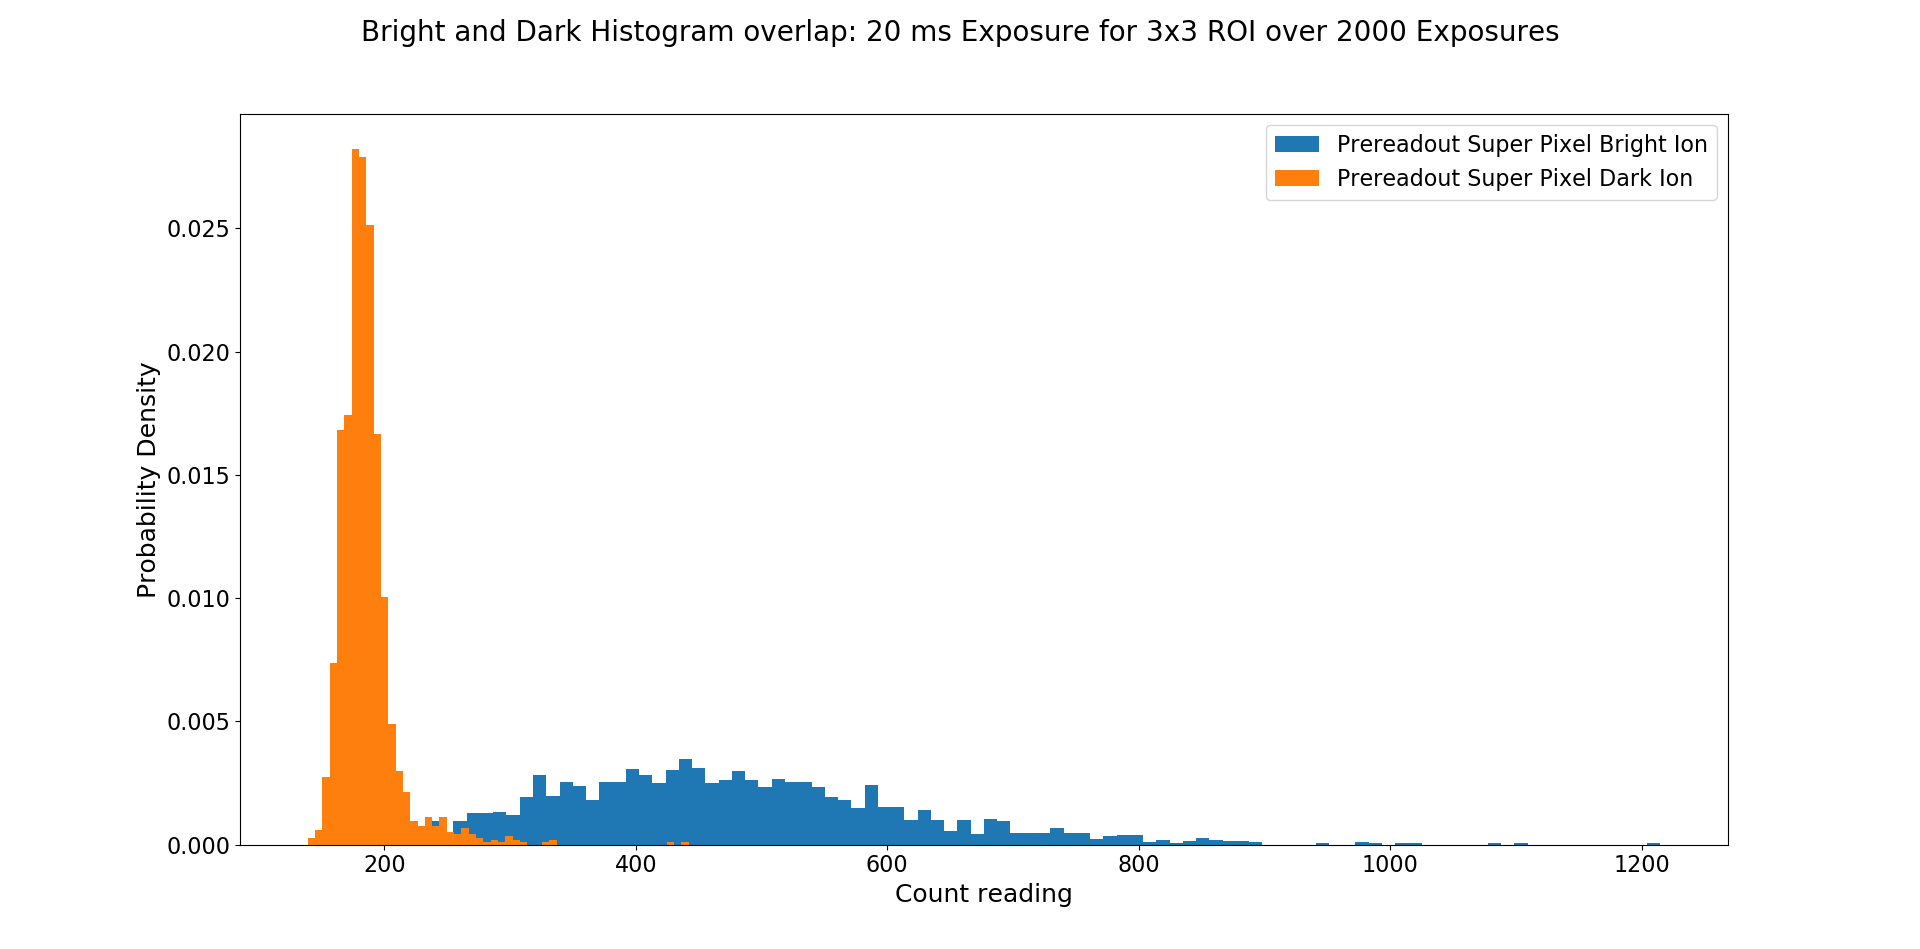 Bright and Dark Histogram overlap: 20 ms Exposure for 3x3 ROI over 2000 Exposures
Prereadout Super Pixel Bright Ion
Prereadout Super Pixel Dark Ion
Probability Density
0.025
0.020
0.015
0.010
0.005
0.000
200 400 600 800 1000 1200
Count reading